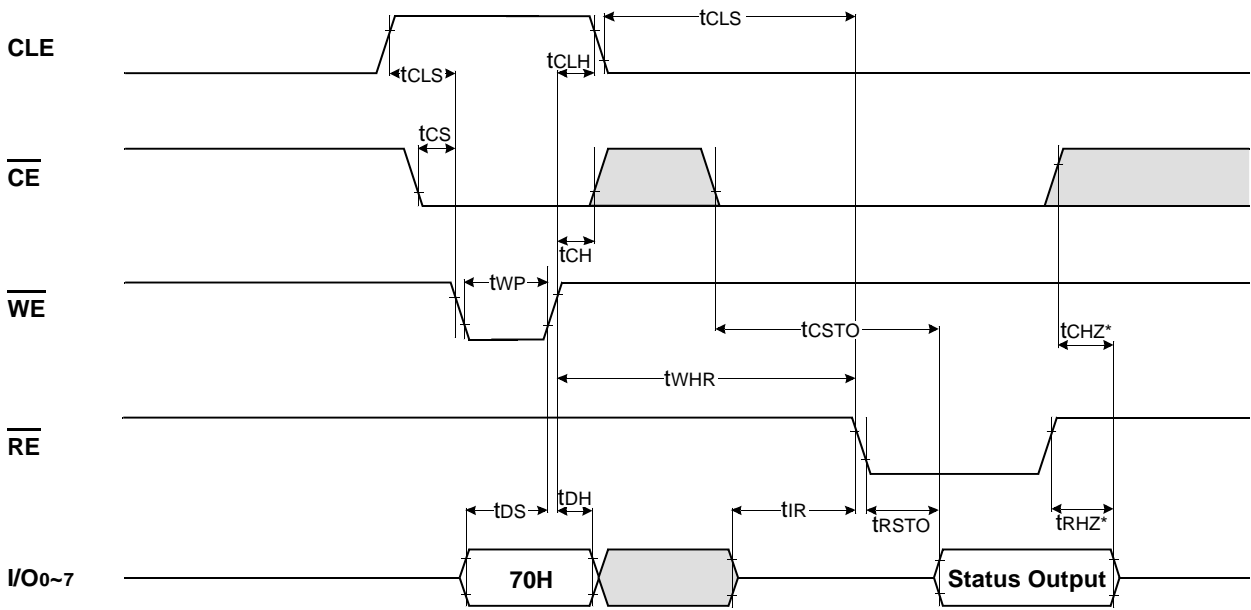 tCLS
CLE
tCLS
tCLH
tCS
CE
tCH
tWP
WE
tCSTO
tCHZ*
tWHR
RE
tDS
tDH
tIR
tRSTO
tRHZ*
I/O0~7
70H
Status Output